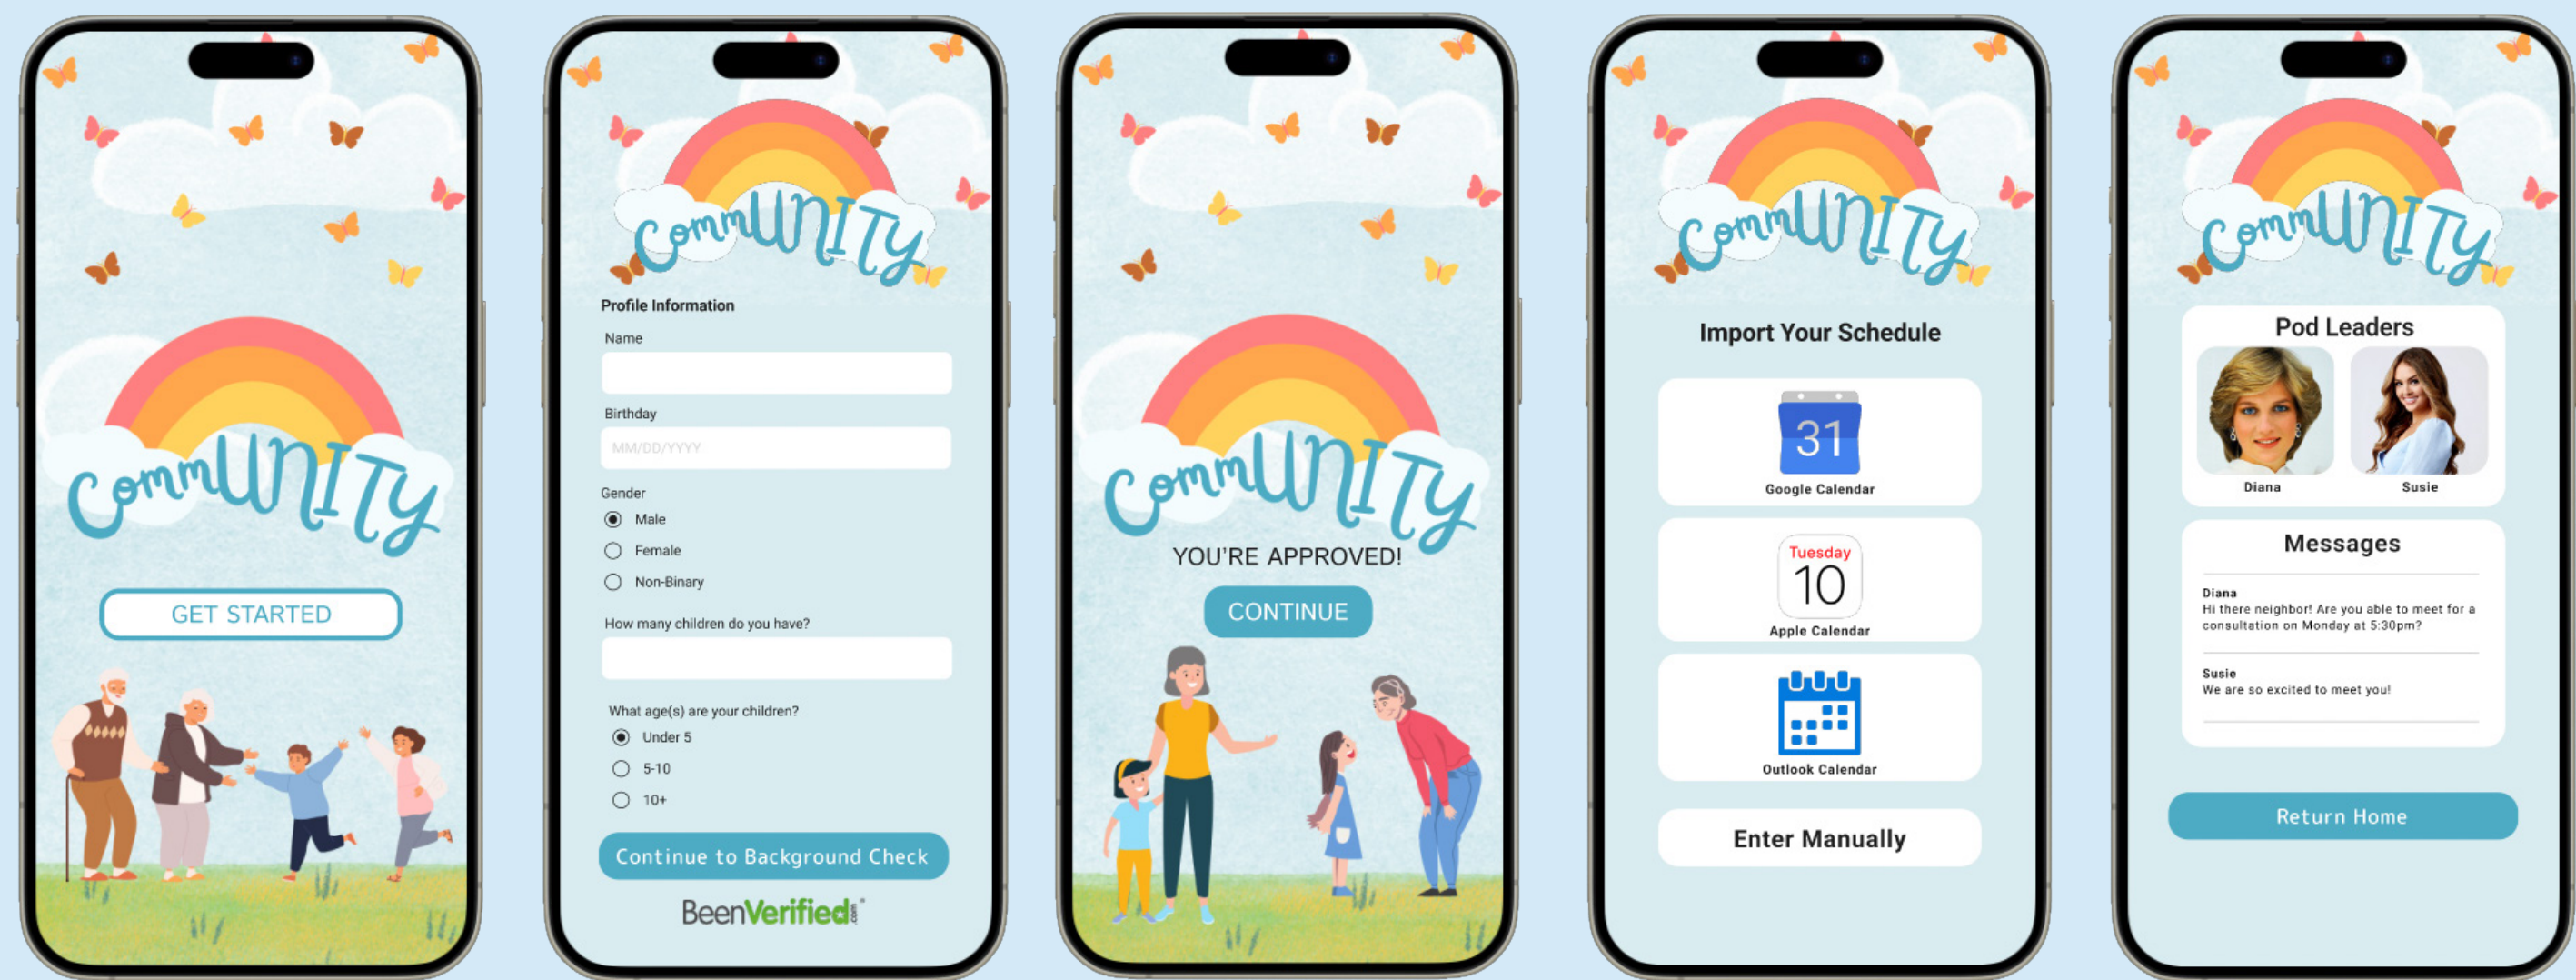 CommUNITY
GET STARTED
CommUNITY
Profile Information
Name
Birthday
MM/DD/YYYY
Gender
Male
Female
Non-Binary
How many children do you have?
What age(s) are your children?
Under 5
5-10
10+
Continue to Background Check
BeenVerified.com
CommUNITY
YOU'RE APPROVED!
CONTINUE
CommUNITY
Import Your Schedule
31
Google Calendar
Tuesday
10
Apple Calendar
Outlook Calendar
Enter Manually
CommUNITY
Pod Leaders
Diana Susie
Messages
Diana
Hi there neighbor! Are you able to meet for a
consultation on Monday at 5:30pm?
Susie
We are so excited to meet you!
Return Home